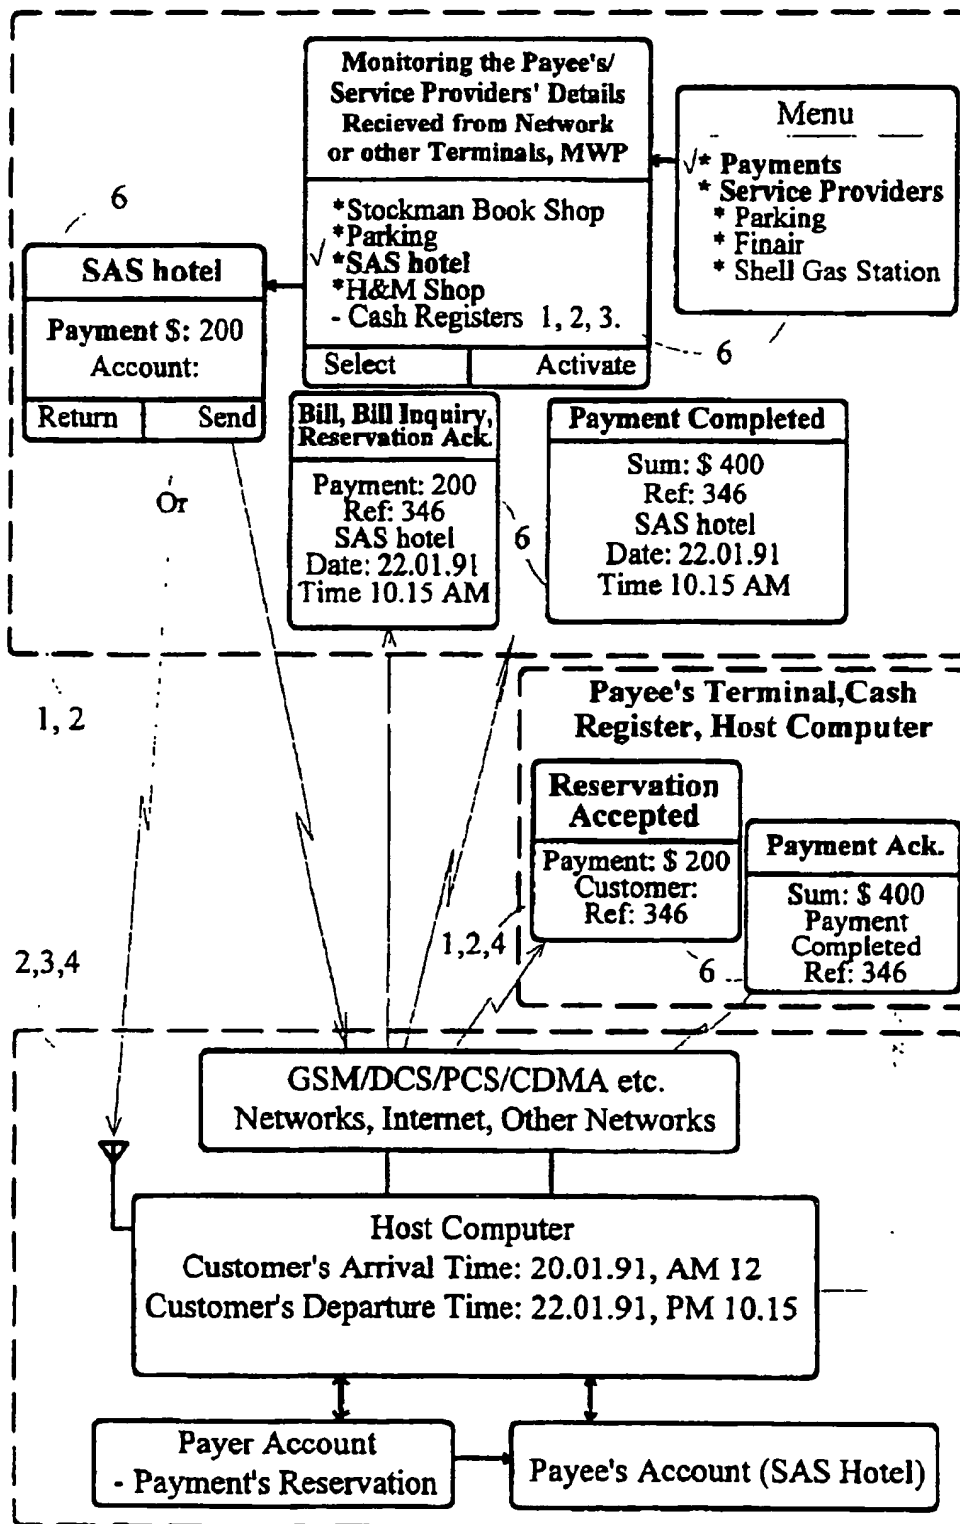 Monitoring the Payee's/
Service Providers' Details
Recieved from Network
or other Terminals, MWP
*Stockman Book Shop
*Parking
√ *SAS hotel
*H&M Shop
- Cash Registers 1, 2, 3.
Select Activate
Menu
√* Payments
* Service Providers
* Parking
* Finair
* Shell Gas Station
6
6
SAS hotel
Payment $: 200
Account:
Return Send
Or
Bill, Bill Inquiry,
Reservation Ack.
Payment: 200
Ref: 346
SAS hotel
Date: 22.01.91
Time 10.15 AM
6
Payment Completed
Sum: $ 400
Ref: 346
SAS hotel
Date: 22.01.91
Time 10.15 AM
1, 2
Payee's Terminal,Cash
Register, Host Computer
Reservation
Accepted
Payment: $ 200
Customer:
Ref: 346
Payment Ack.
Sum: $ 400
Payment
Completed
Ref: 346
1,2,4
6
2,3,4
GSM/DCS/PCS/CDMA etc.
Networks, Internet, Other Networks
Host Computer
Customer's Arrival Time: 20.01.91, AM 12
Customer's Departure Time: 22.01.91, PM 10.15
Payer Account
- Payment's Reservation
Payee's Account (SAS Hotel)